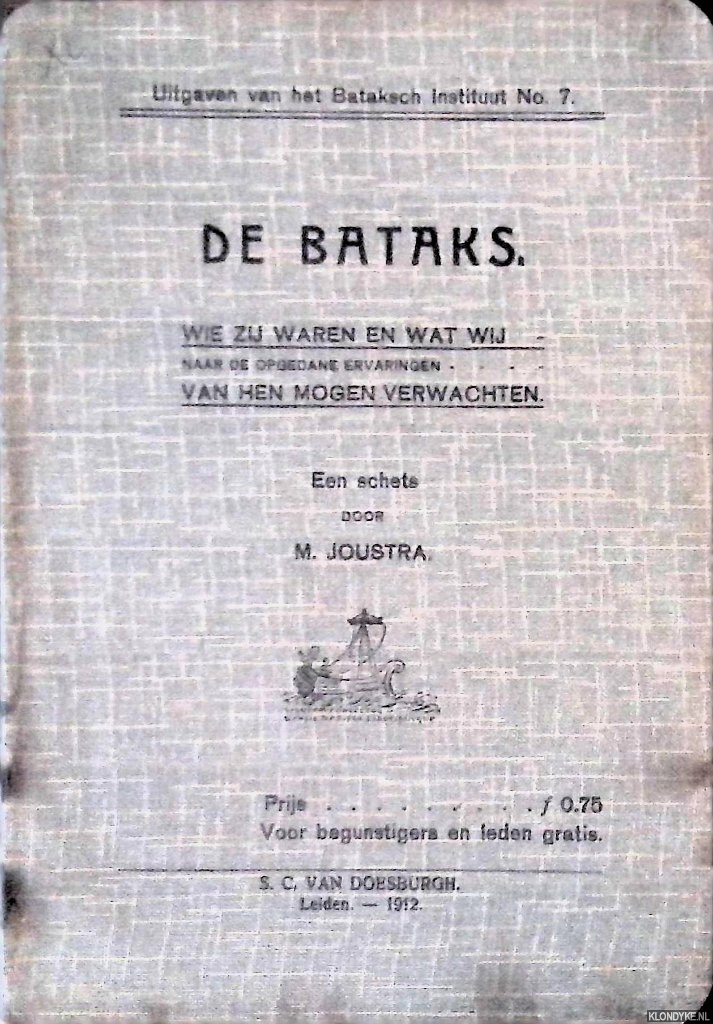 Uitgaven van het Bataksch Instituut No. 7.
DE BATAKS.
WIE ZIJ WAREN EN WAT WIJ -
NAAR DE OPGEDANE ERVARINGEN - - - -
VAN HEN MOGEN VERWACHTEN.
Een schets
DOOR
M. JOUSTRA.
Prijs . . . . . . . . . f 0.75
Voor begunstigers en leden gratis.
S. C. VAN DOESBURGH.
Leiden. — 1912.
KLONDYKE.NL